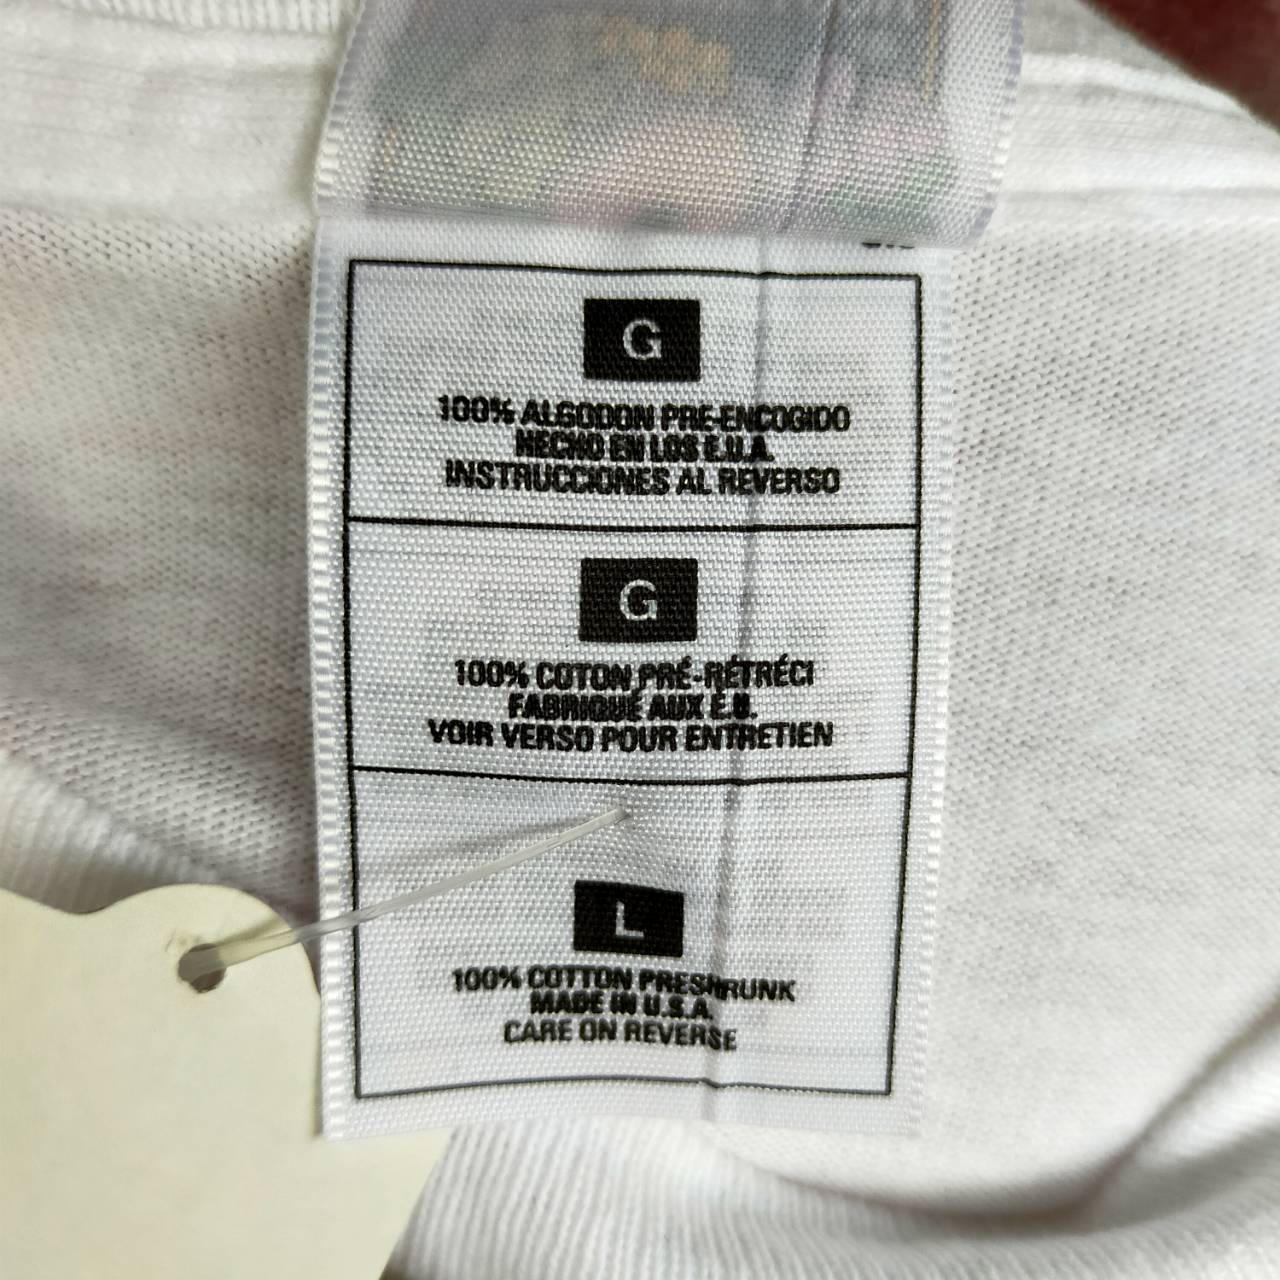 G
100% ALGODON PRE-ENCOGIDO
HECHO EN LOS E.U.A.
INSTRUCCIONES AL REVERSO
G
100% COTON PRÉ-RÉTRÉCI
FABRIQUÉ AUX É.U.
VOIR VERSO POUR ENTRETIEN
L
100% COTTON PRESHRUNK
MADE IN U.S.A.
CARE ON REVERSE